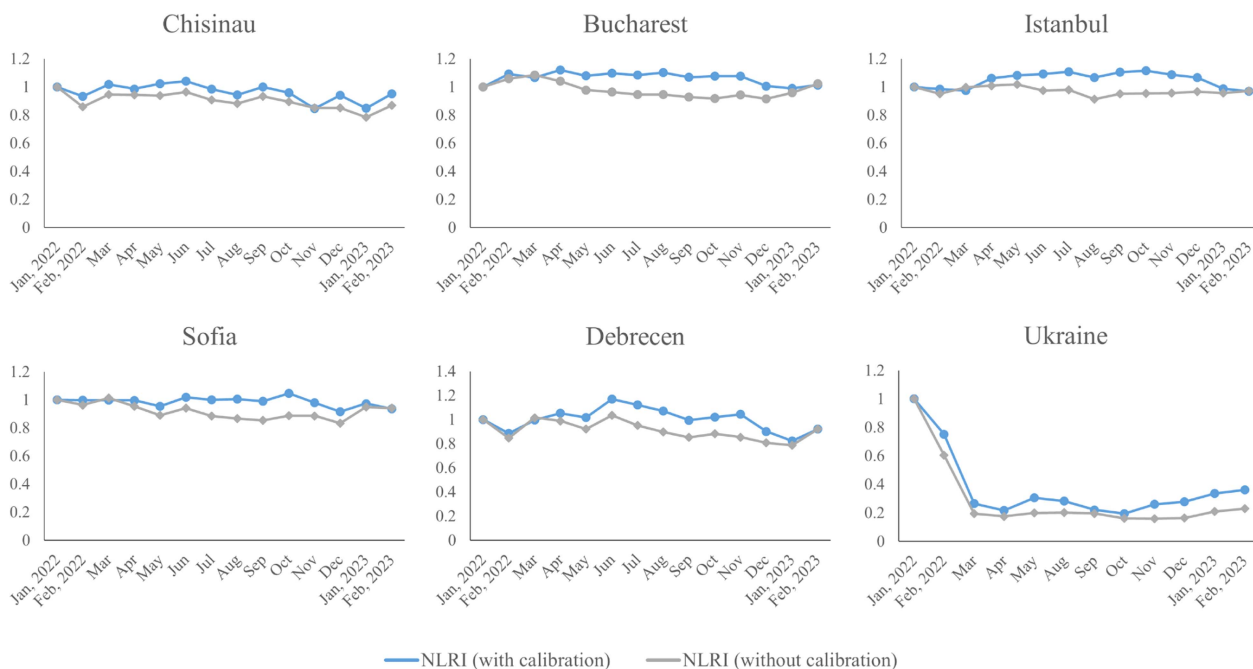 Chisinau
1.2
1
0.8
0.6
0.4
0.2
0
Jan, 2022
Feb, 2022
Mar
Apr
May
Jun
Jul
Aug
Sep
Oct
Nov
Dec
Jan, 2023
Feb, 2023
Bucharest
1.2
1
0.8
0.6
0.4
0.2
0
Jan, 2022
Feb, 2022
Mar
Apr
May
Jun
Jul
Aug
Sep
Oct
Nov
Dec
Jan, 2023
Feb, 2023
Istanbul
1.2
1
0.8
0.6
0.4
0.2
0
Jan, 2022
Feb, 2022
Mar
Apr
May
Jun
Jul
Aug
Sep
Oct
Nov
Dec
Jan, 2023
Feb, 2023
Sofia
1.2
1
0.8
0.6
0.4
0.2
0
Jan, 2022
Feb, 2022
Mar
Apr
May
Jun
Jul
Aug
Sep
Oct
Nov
Dec
Jan, 2023
Feb, 2023
Debrecen
1.4
1.2
1
0.8
0.6
0.4
0.2
0
Jan, 2022
Feb, 2022
Mar
Apr
May
Jun
Jul
Aug
Sep
Oct
Nov
Dec
Jan, 2023
Feb, 2023
Ukraine
1.2
1
0.8
0.6
0.4
0.2
0
Jan, 2022
Feb, 2022
Mar
Apr
May
Aug
Sep
Oct
Nov
Dec
Jan, 2023
Feb, 2023
NLRI (with calibration)
NLRI (without calibration)